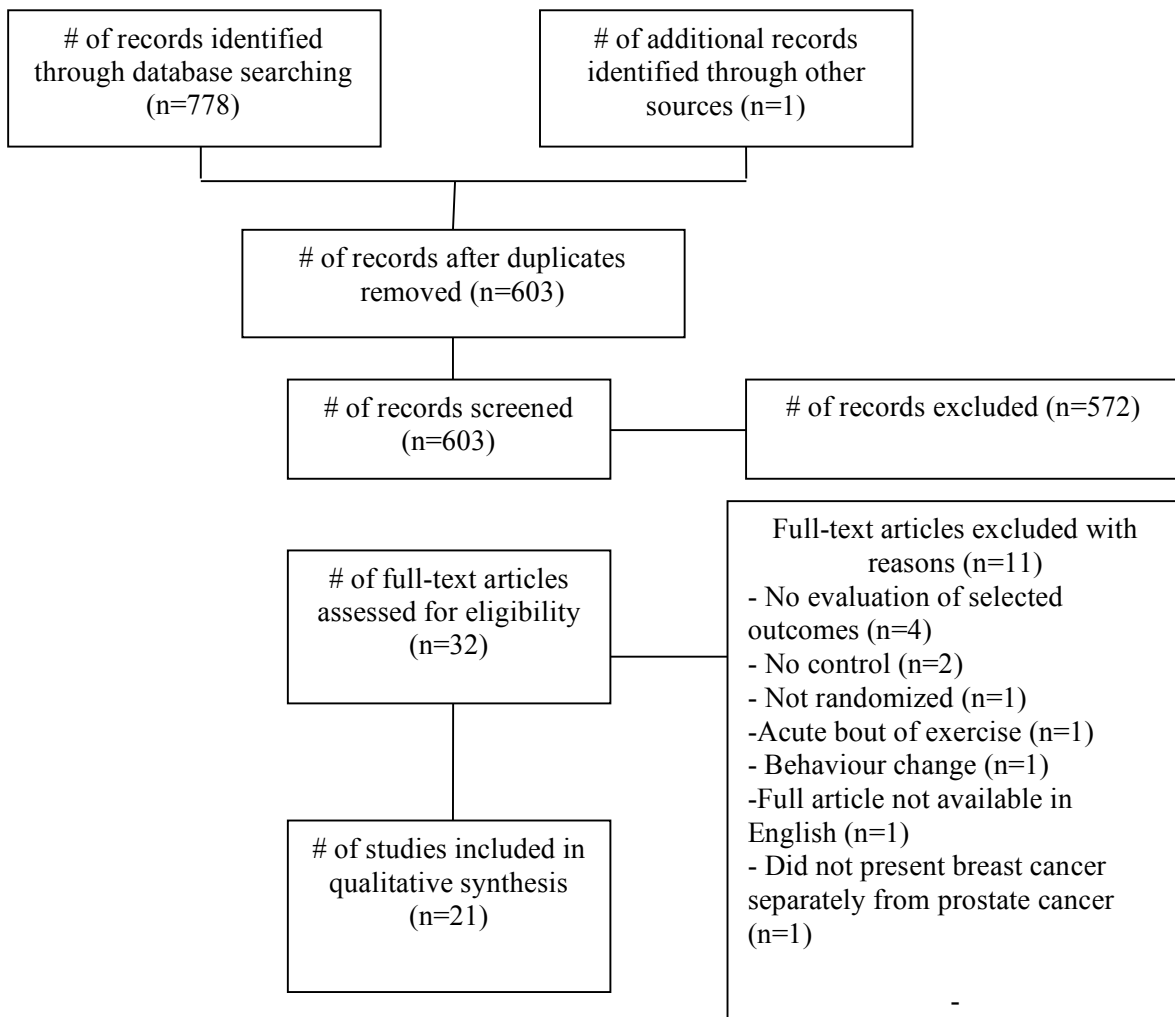 # of records identified
through database searching
(n=778)
# of additional records
identified through other
sources (n=1)
# of records after duplicates
removed (n=603)
# of records screened
(n=603)
# of records excluded (n=572)
# of full-text articles
assessed for eligibility
(n=32)
Full-text articles excluded with
reasons (n=11)
- No evaluation of selected
outcomes (n=4)
- No control (n=2)
- Not randomized (n=1)
-Acute bout of exercise (n=1)
- Behaviour change (n=1)
-Full article not available in
English (n=1)
- Did not present breast cancer
separately from prostate cancer
(n=1)
-
# of studies included in
qualitative synthesis
(n=21)